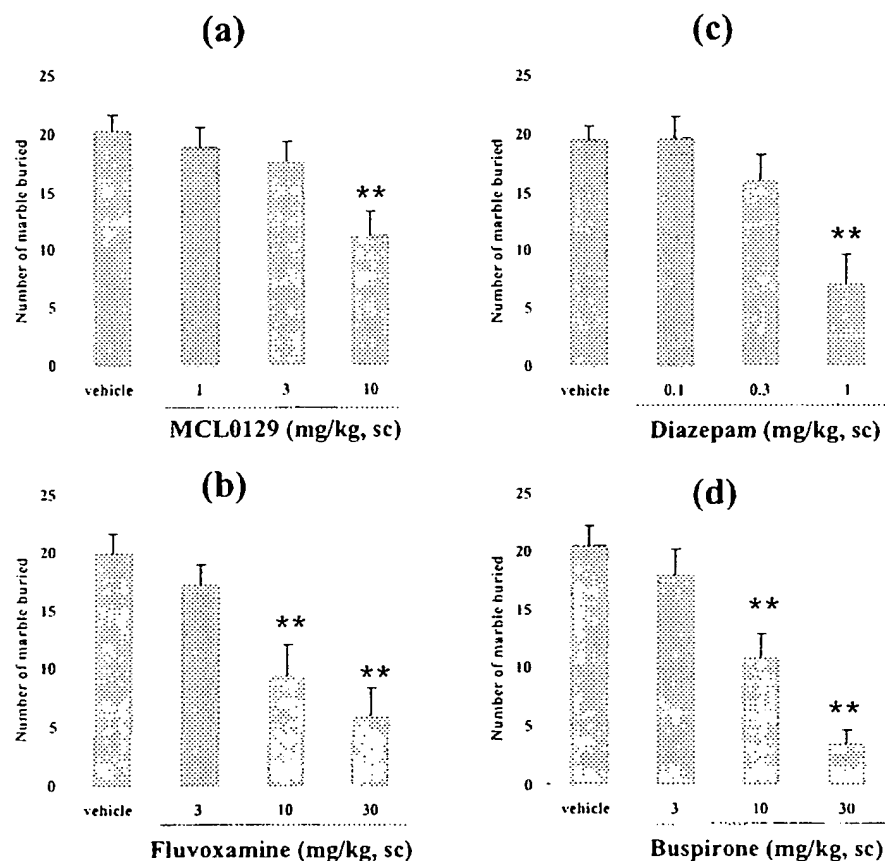 (a)
Number of marble buried
25
20
15
10
5
0
**
vehicle 1 3 10
MCL0129 (mg/kg, sc)
(c)
Number of marble buried
25
20
15
10
5
0
**
vehicle 0.1 0.3 1
Diazepam (mg/kg, sc)
(b)
Number of marble buried
25
20
15
10
5
0
**
**
vehicle 3 10 30
Fluvoxamine (mg/kg, sc)
(d)
Number of marble buried
25
20
15
10
5
0
**
**
vehicle 3 10 30
Buspirone (mg/kg, sc)